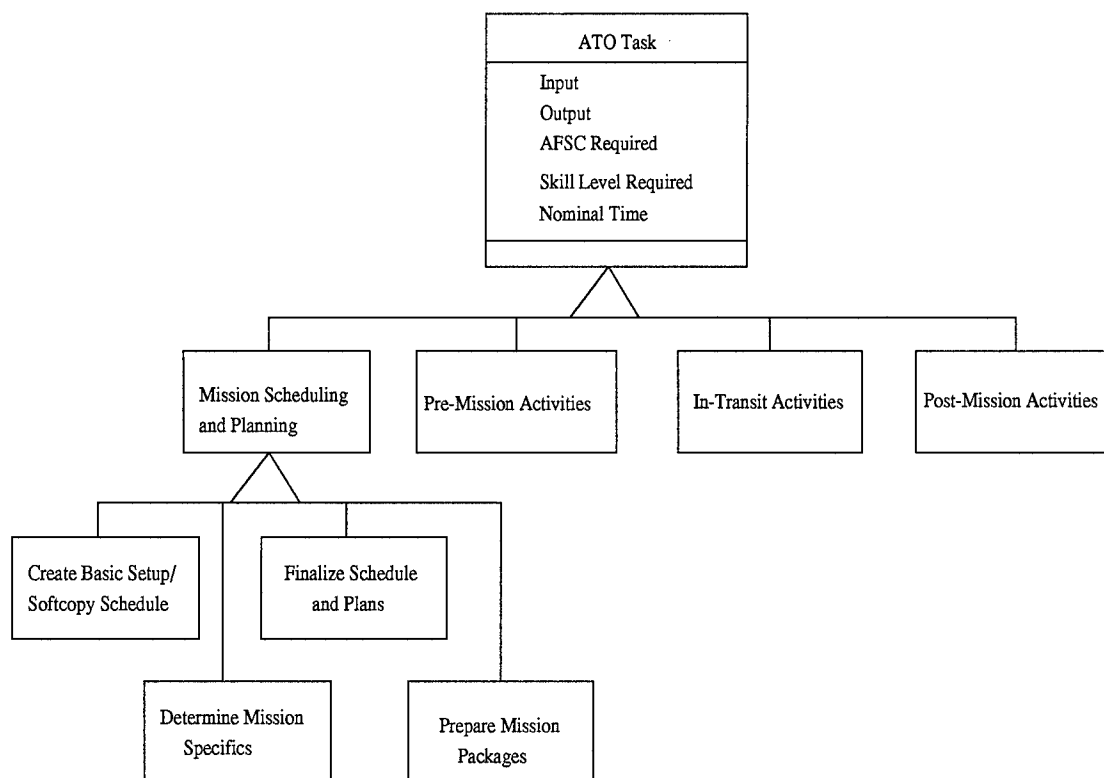 ATO Task
Input
Output
AFSC Required
Skill Level Required
Nominal Time
Mission Scheduling
and Planning
Pre-Mission Activities
In-Transit Activities
Post-Mission Activities
Create Basic Setup/
Softcopy Schedule
Finalize Schedule
and Plans
Determine Mission
Specifics
Prepare Mission
Packages